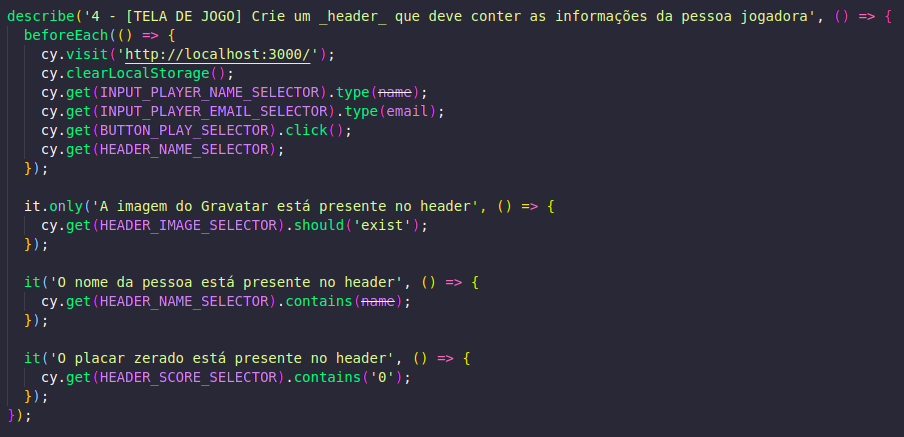 describe('4 - [TELA DE JOGO] Crie um _header_ que deve conter as informações da pessoa jogadora', () => {
  beforeEach(() => {
    cy.visit('http://localhost:3000/');
    cy.clearLocalStorage();
    cy.get(INPUT_PLAYER_NAME_SELECTOR).type(name);
    cy.get(INPUT_PLAYER_EMAIL_SELECTOR).type(email);
    cy.get(BUTTON_PLAY_SELECTOR).click();
    cy.get(HEADER_NAME_SELECTOR);
  });

  it.only('A imagem do Gravatar está presente no header', () => {
    cy.get(HEADER_IMAGE_SELECTOR).should('exist');
  });

  it('O nome da pessoa está presente no header', () => {
    cy.get(HEADER_NAME_SELECTOR).contains(name);
  });

  it('O placar zerado está presente no header', () => {
    cy.get(HEADER_SCORE_SELECTOR).contains('0');
  });
});